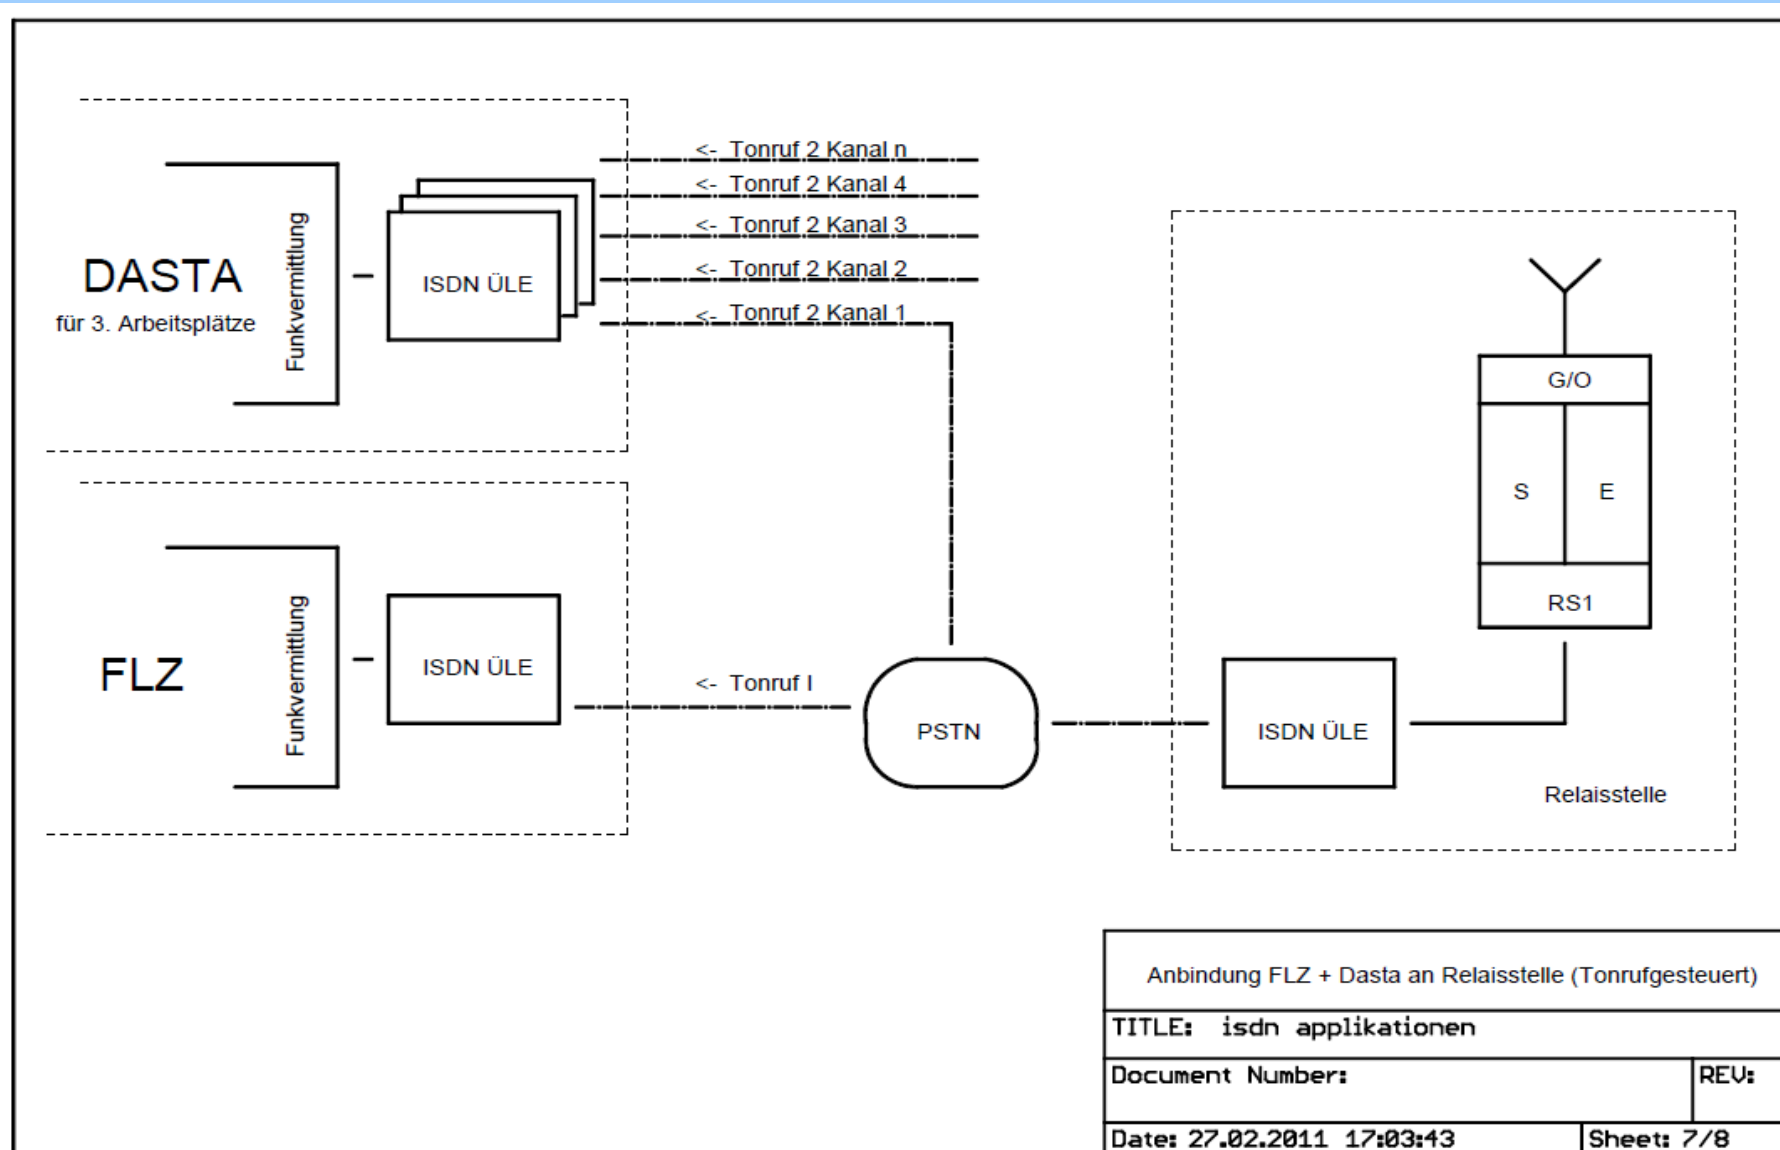 <- Tonruf 2 Kanal n
<- Tonruf 2 Kanal 4
<- Tonruf 2 Kanal 3
<- Tonruf 2 Kanal 2
<- Tonruf 2 Kanal 1
DASTA
für 3. Arbeitsplätze
Funkvermittlung
ISDN ÜLE
G/O
S E
RS1
FLZ
Funkvermittlung
ISDN ÜLE
<- Tonruf I
PSTN
ISDN ÜLE
Relaisstelle
Anbindung FLZ + Dasta an Relaisstelle (Tonrufgesteuert)
TITLE: isdn applikationen
Document Number:
REV:
Date: 27.02.2011 17:03:43
Sheet: 7/8